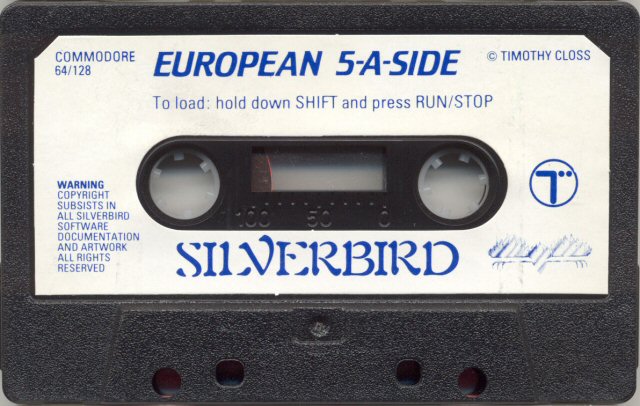 COMMODORE
64/128
EUROPEAN 5-A-SIDE
© TIMOTHY CLOSS
To load: hold down SHIFT and press RUN/STOP
100 50 0
WARNING
COPYRIGHT
SUBSISTS IN
ALL SILVERBIRD
SOFTWARE
DOCUMENTATION
AND ARTWORK
ALL RIGHTS
RESERVED
T
SILVERBIRD